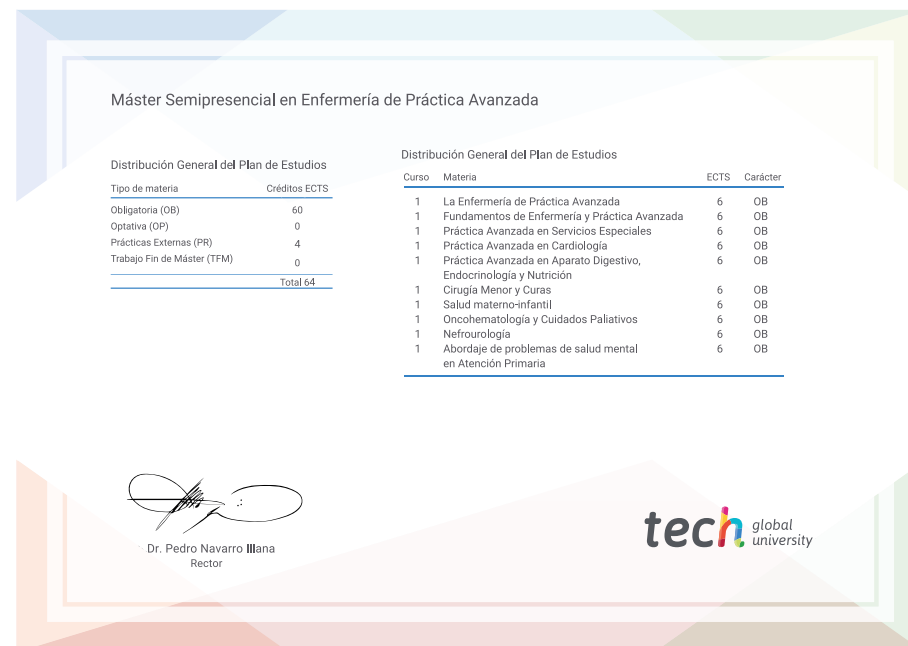 Máster Semipresencial en Enfermería de Práctica Avanzada
Distribución General del Plan de Estudios
Tipo de materia Créditos ECTS
Obligatoria (OB) 60
Optativa (OP) 0
Prácticas Externas (PR) 4
Trabajo Fin de Máster (TFM) 0
Total 64
Distribución General del Plan de Estudios
Curso Materia ECTS Carácter
1 La Enfermería de Práctica Avanzada 6 OB
1 Fundamentos de Enfermería y Práctica Avanzada 6 OB
1 Práctica Avanzada en Servicios Especiales 6 OB
1 Práctica Avanzada en Cardiología 6 OB
1 Práctica Avanzada en Aparato Digestivo, 6 OB
Endocrinología y Nutrición
1 Cirugía Menor y Curas 6 OB
1 Salud materno-infantil 6 OB
1 Oncohematología y Cuidados Paliativos 6 OB
1 Nefrourología 6 OB
1 Abordaje de problemas de salud mental 6 OB
en Atención Primaria
Dr. Pedro Navarro Illana
Rector
tech global
university